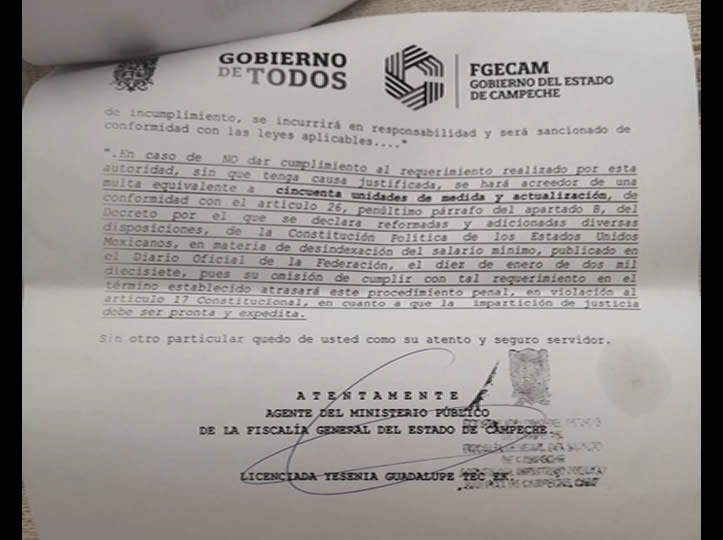 GOBIERNO
DE TODOS
FGECAM
GOBIERNO DEL ESTADO
DE CAMPECHE
de incumplimiento, se incurrirá en responsabilidad y será sancionado de
conformidad con las leyes aplicables...."
".En caso de NO dar cumplimiento al requerimiento realizado por esta
autoridad, sin que tenga causa justificada, se hará acreedor de una
multa equivalente a cincuenta unidades de medida y actualización, de
conformidad con el artículo 26, penúltimo párrafo del apartado B, del
Decreto por el que se declara reformadas y adicionadas diversas
disposiciones, de la Constitución Política de los Estados Unidos
Mexicanos, en materia de desindexación del salario mínimo, publicado en
el Diario Oficial de la Federación, el diez de enero de dos mil
diecisiete, pues su omisión de cumplir con tal requerimiento en el
término establecido atrasará este procedimiento penal, en violación al
artículo 17 Constitucional, en cuanto a que la impartición de justicia
debe ser pronta y expedita.
Sin otro particular quedo de usted como su atento y seguro servidor.
A T E N T A M E N T E
AGENTE DEL MINISTERIO PÚBLICO
DE LA FISCALÍA GENERAL DEL ESTADO DE CAMPECHE.
LICENCIADA YESENIA GUADALUPE TEC EK
DE CAMPECHE